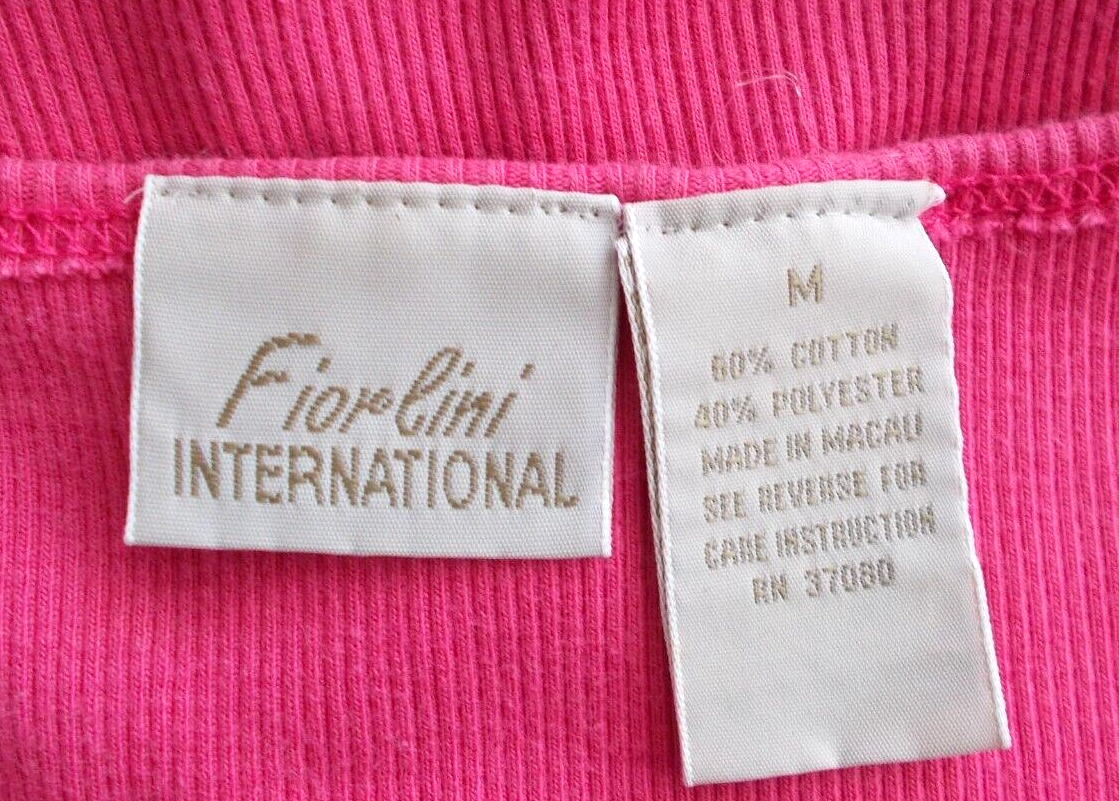 Fiorlini
INTERNATIONAL
M
60% COTTON
40% POLYESTER
MADE IN MACAU
SEE REVERSE FOR
CARE INSTRUCTION
RN 37080